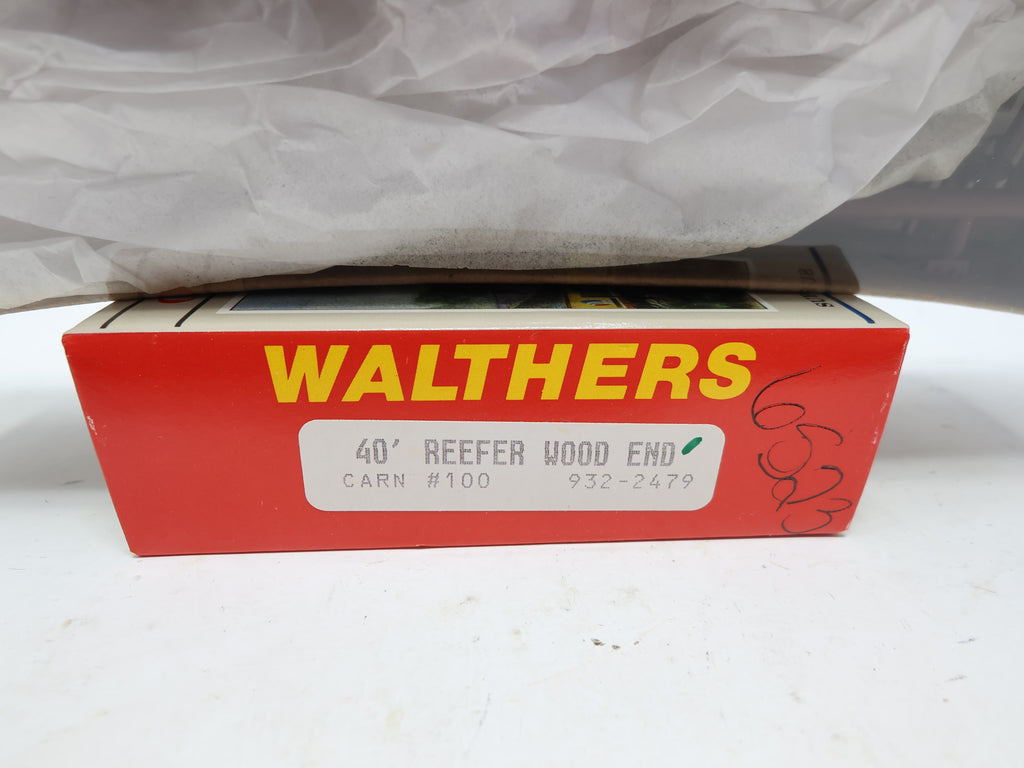 WALTHERS
40' REEFER WOOD END
CARN #100 932-2479
6523